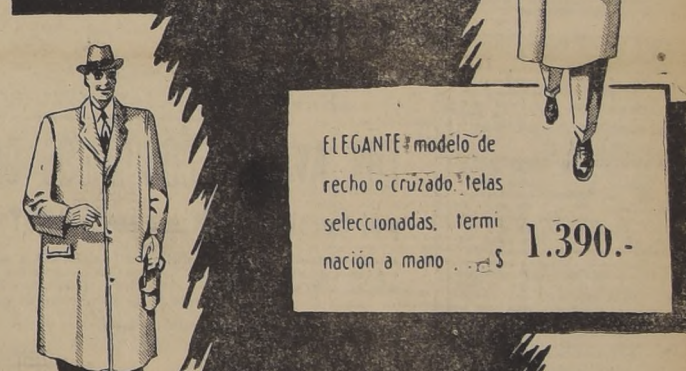 ELEGANTE modelo de
recho o cruzado, telas
seleccionadas, termi
nación a mano . . . $ 1.390.-